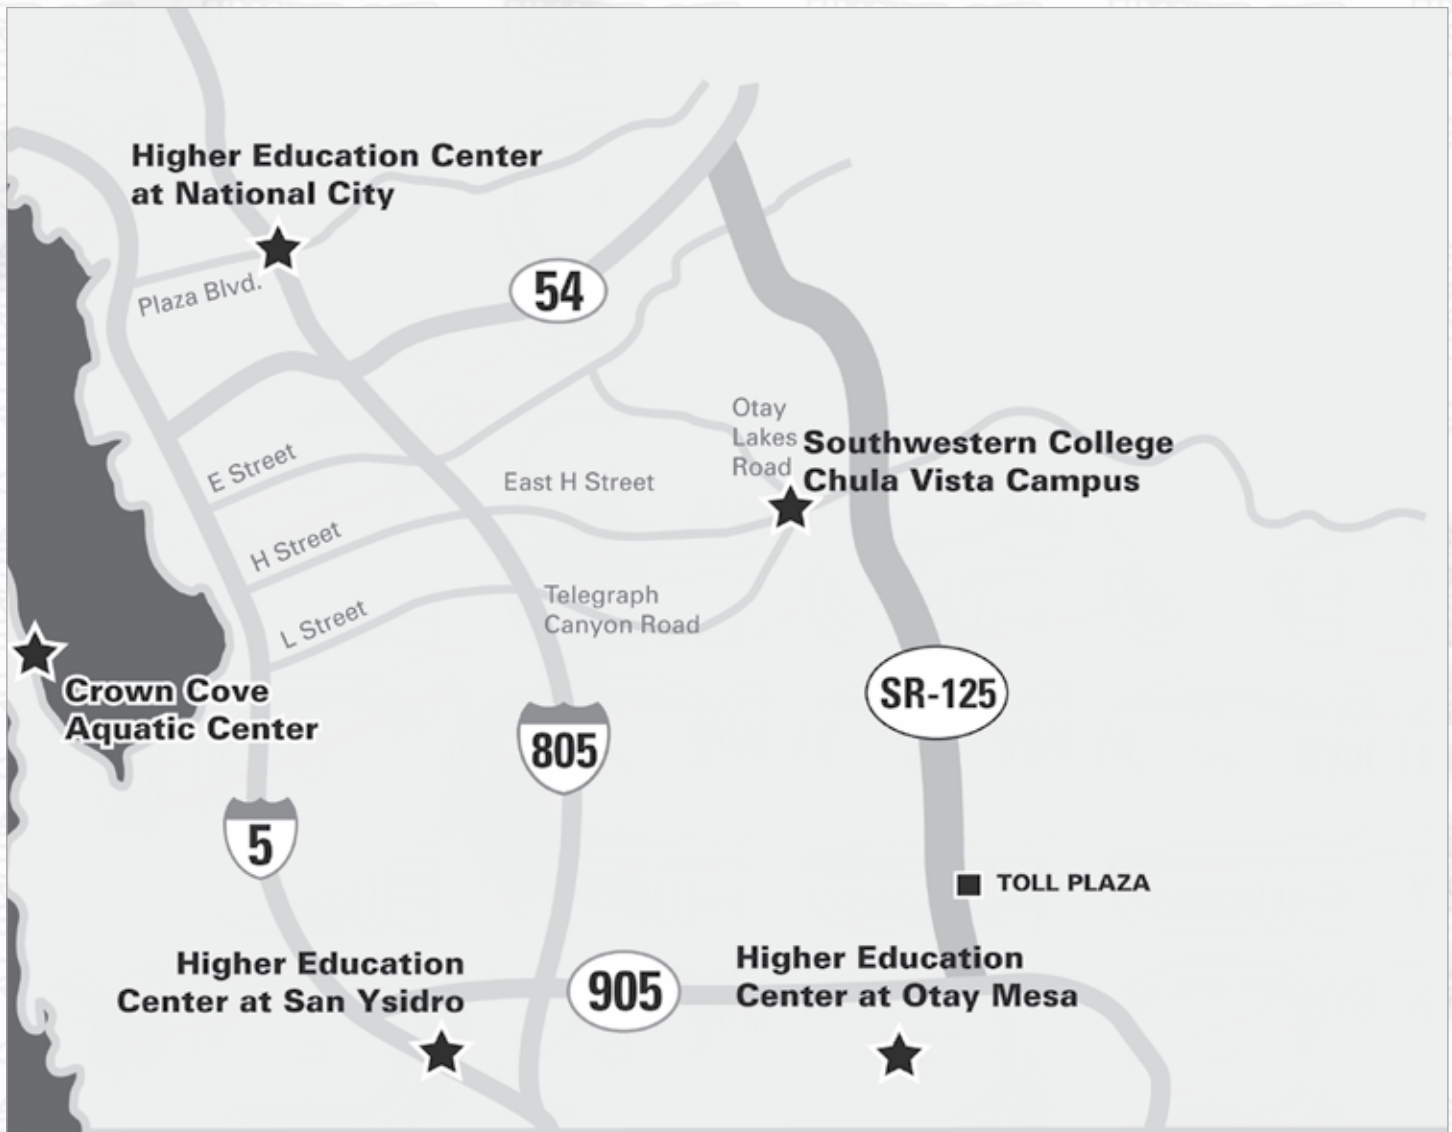 Higher Education Center
at National City
Plaza Blvd.
54
Otay
Lakes
Road
Southwestern College
Chula Vista Campus
E Street
East H Street
H Street
Telegraph
Canyon Road
L Street
Crown Cove
Aquatic Center
SR-125
805
5
TOLL PLAZA
Higher Education
Center at San Ysidro
905
Higher Education
Center at Otay Mesa